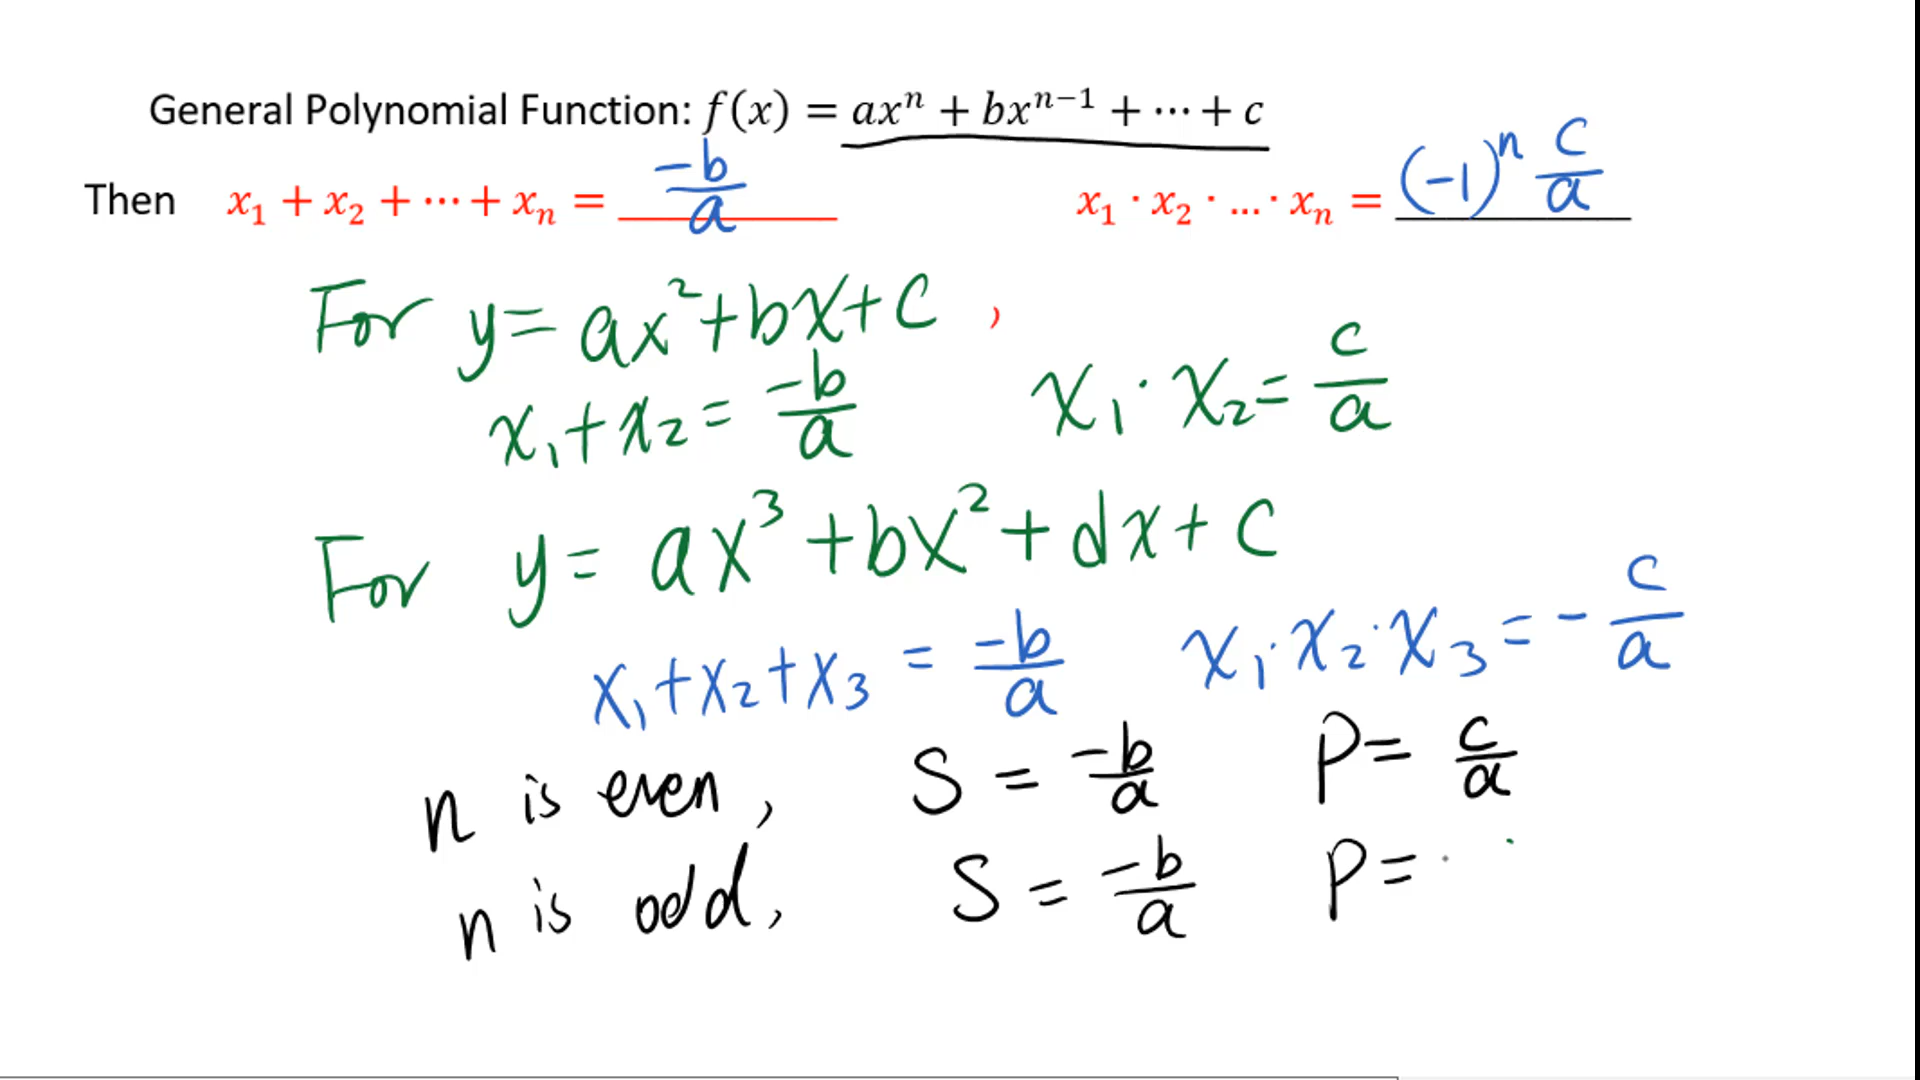 General Polynomial Function: f(x) = axⁿ + bxⁿ⁻¹ + ⋯ + c
Then x₁ + x₂ + ⋯ + xₙ = -b/a x₁ · x₂ · … · xₙ = (-1)ⁿ c/a
For y = ax² + bx + c ,
x₁ + x₂ = -b/a x₁ · x₂ = c/a
For y = ax³ + bx² + dx + c
x₁ + x₂ + x₃ = -b/a x₁ · x₂ · x₃ = - c/a
n is even, S = -b/a P = c/a
n is odd, S = -b/a P =